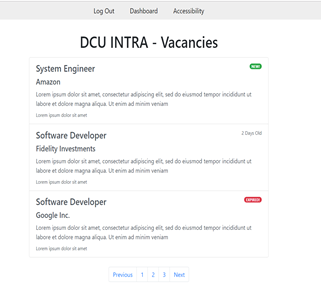 Log Out Dashboard Accessibility
DCU INTRA - Vacancies
System Engineer NEW!
Amazon
Lorem ipsum dolor sit amet, consectetur adipiscing elit, sed do eiusmod tempor incididunt ut
labore et dolore magna aliqua. Ut enim ad minim veniam
Lorem ipsum dolor sit amet
Software Developer 2 Days Old
Fidelity Investments
Lorem ipsum dolor sit amet, consectetur adipiscing elit, sed do eiusmod tempor incididunt ut
labore et dolore magna aliqua. Ut enim ad minim veniam
Lorem ipsum dolor sit amet
Software Developer EXPIRED
Google Inc.
Lorem ipsum dolor sit amet, consectetur adipiscing elit, sed do eiusmod tempor incididunt ut
labore et dolore magna aliqua. Ut enim ad minim veniam
Lorem ipsum dolor sit amet
Previous 1 2 3 Next